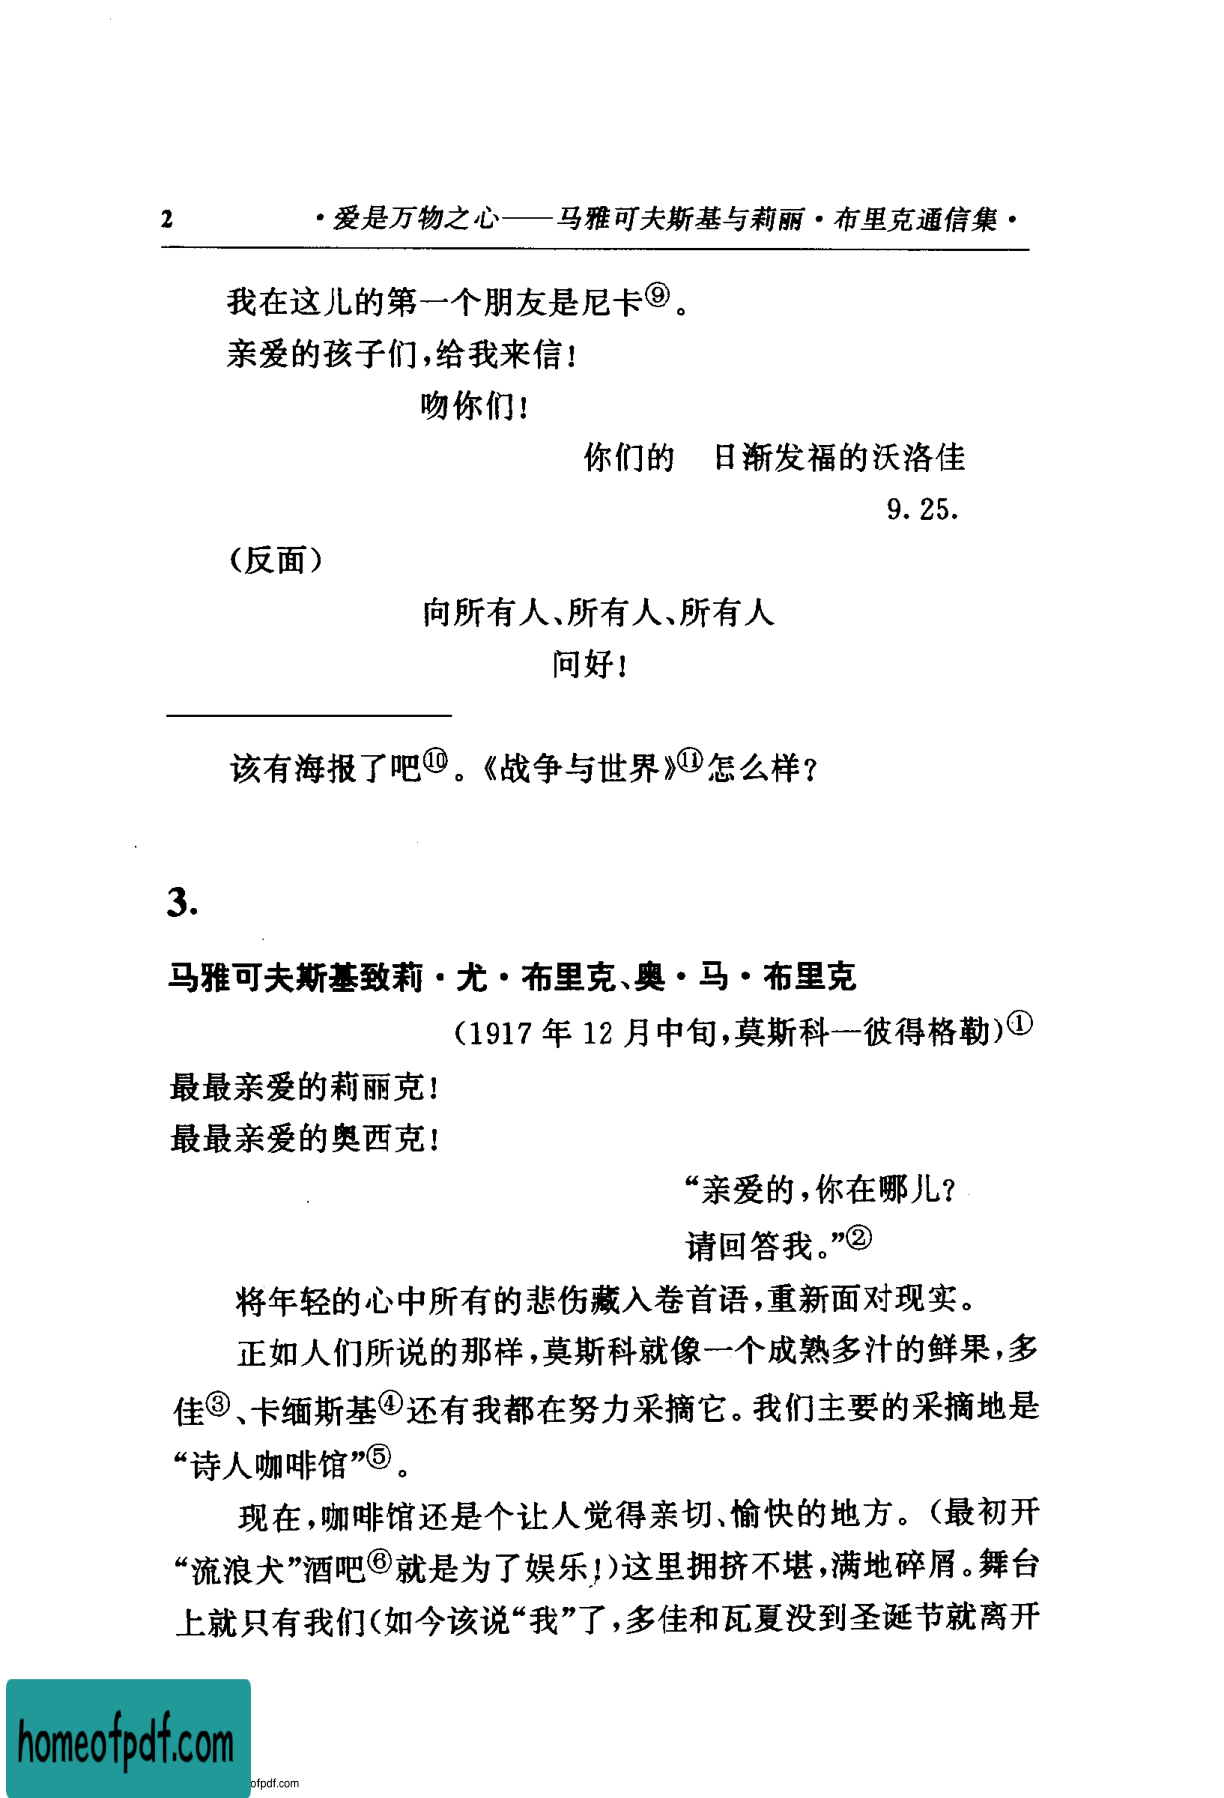 2 ·爱是万物之心——马雅可夫斯基与莉丽·布里克通信集·
我在这儿的第一个朋友是尼卡⑨。
亲爱的孩子们,给我来信!
吻你们!
你们的 日渐发福的沃洛佳
9. 25.
(反面)
向所有人、所有人、所有人
问好!
该有海报了吧⑩。《战争与世界》⑪怎么样?
3.
马雅可夫斯基致莉·尤·布里克、奥·马·布里克
(1917 年 12 月中旬,莫斯科—彼得格勒)①
最最亲爱的莉丽克!
最最亲爱的奥西克!
“亲爱的,你在哪儿?
请回答我。”②
将年轻的心中所有的悲伤藏入卷首语,重新面对现实。
正如人们所说的那样,莫斯科就像一个成熟多汁的鲜果,多
佳③、卡缅斯基④还有我都在努力采摘它。我们主要的采摘地是
“诗人咖啡馆”⑤。
现在,咖啡馆还是个让人觉得亲切、愉快的地方。(最初开
“流浪犬”酒吧⑥就是为了娱乐!)这里拥挤不堪,满地碎屑。舞台
上就只有我们(如今该说“我”了,多佳和瓦夏没到圣诞节就离开
homeofpdf.com
ofpdf.com